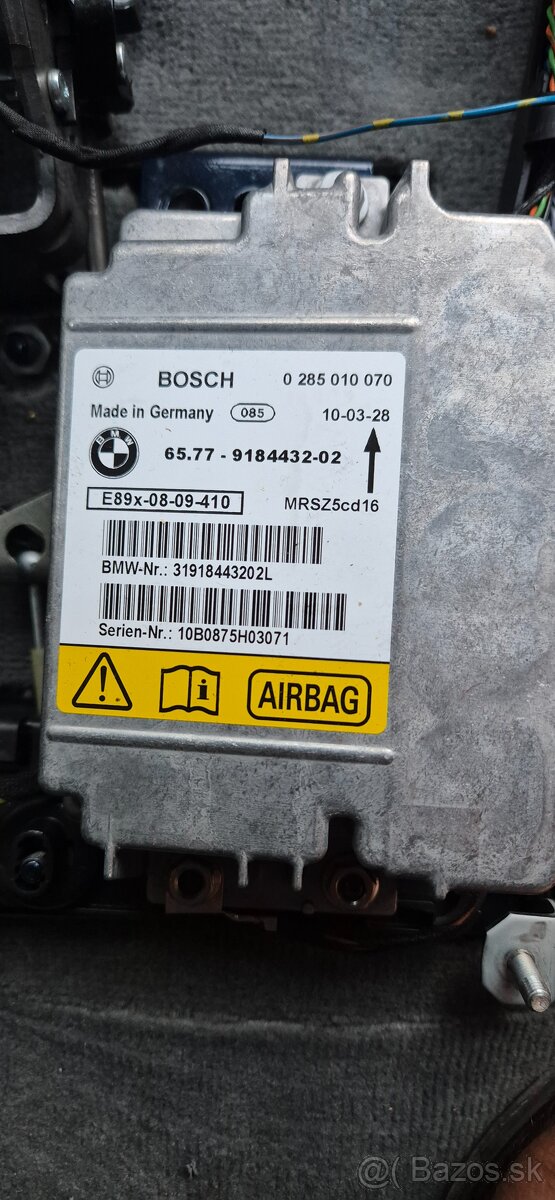 BOSCH 0 285 010 070
Made in Germany 085 10-03-28
BMW 65.77 - 9184432-02
E89x-08-09-410 MRSZ5cd16
BMW-Nr.: 31918443202L
Serien-Nr.: 10B0875H03071
AIRBAG
Bazos.sk